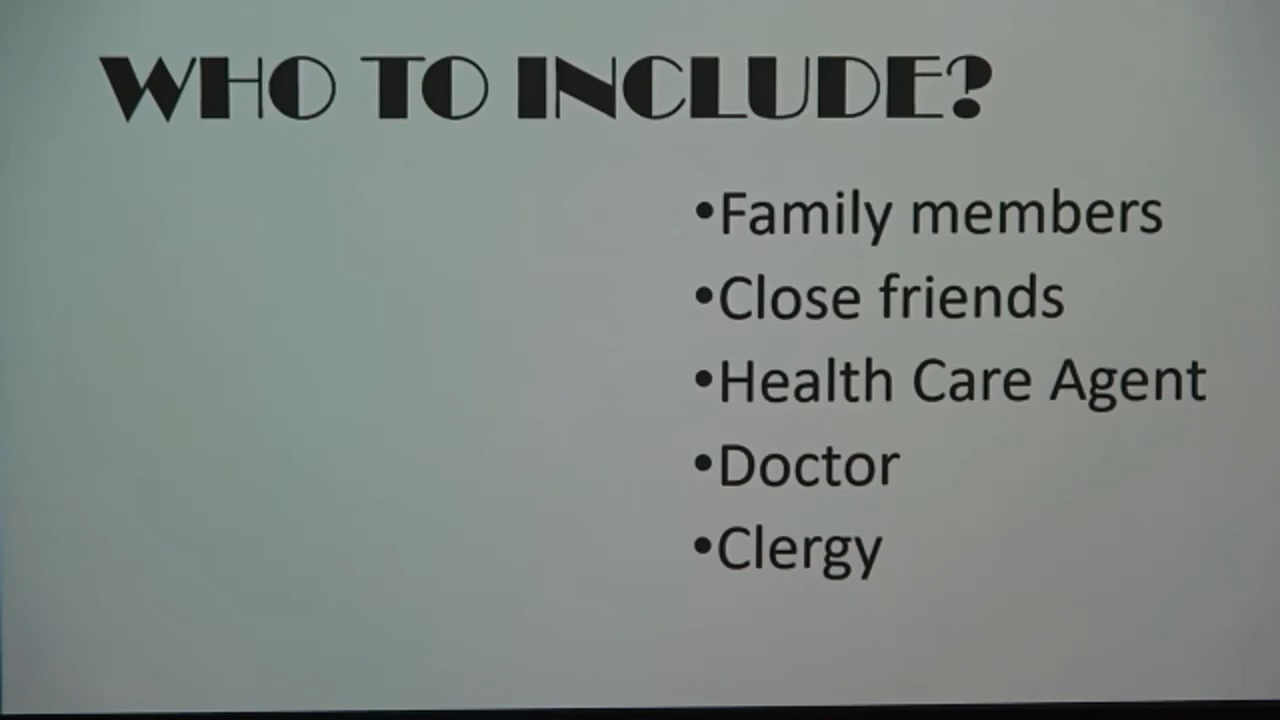 WHO TO INCLUDE?
•Family members
•Close friends
•Health Care Agent
•Doctor
•Clergy